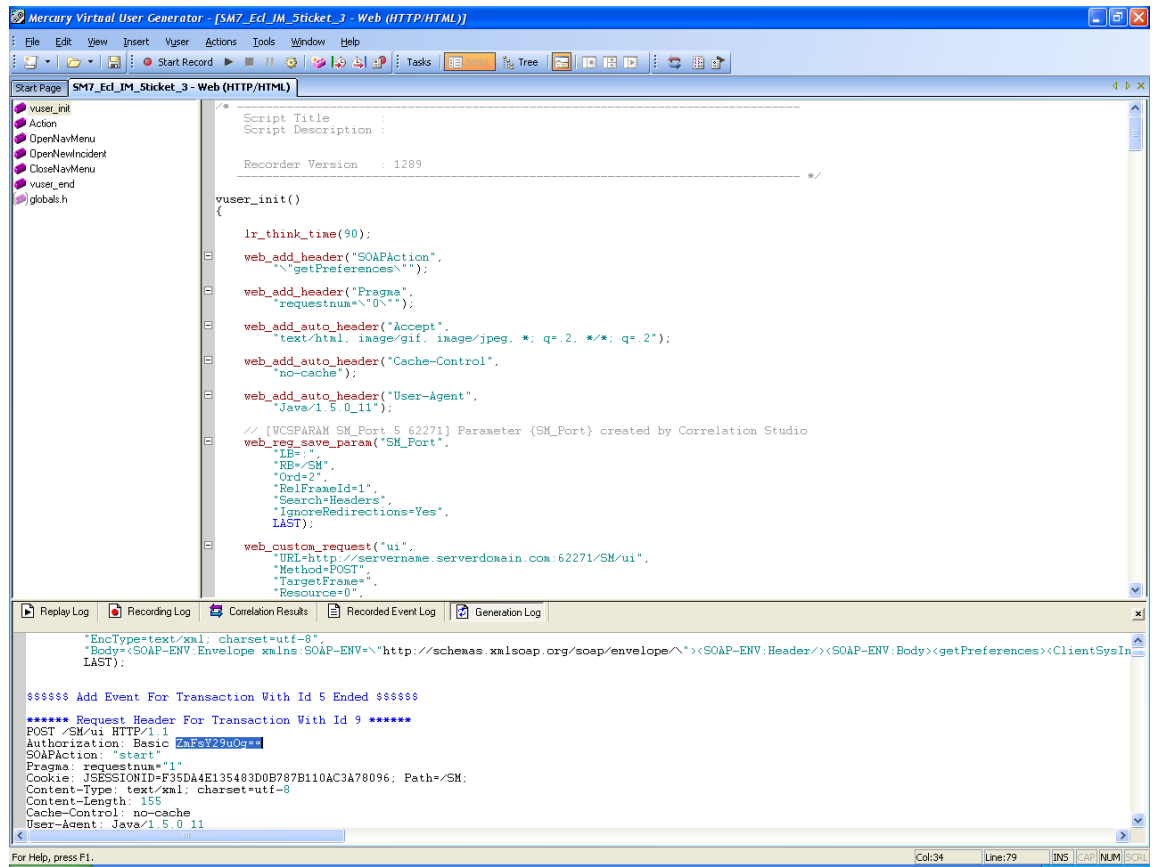 Mercury Virtual User Generator - [SM7_Ecl_IM_5ticket_3 - Web (HTTP/HTML)]
File Edit View Insert Vuser Actions Tools Window Help
Start Record Tasks Script Tree
Start Page SM7_Ecl_IM_5ticket_3 - Web (HTTP/HTML)
vuser_init
Action
OpenNavMenu
OpenNewIncident
CloseNavMenu
vuser_end
globals.h
/* ---------------------------------------------------------------------------
Script Title :
Script Description :
Recorder Version : 1289
--------------------------------------------------------------------------- */
vuser_init()
{
lr_think_time(90);
web_add_header("SOAPAction",
"\"getPreferences\"");
web_add_header("Pragma",
"requestnum=\"0\"");
web_add_auto_header("Accept",
"text/html, image/gif, image/jpeg, *; q=.2, */*; q=.2");
web_add_auto_header("Cache-Control",
"no-cache");
web_add_auto_header("User-Agent",
"Java/1.5.0_11");
// [WCSPARAM SM_Port 5 62271] Parameter {SM_Port} created by Correlation Studio
web_reg_save_param("SM_Port",
"LB=:",
"RB=/SM",
"Ord=2",
"RelFrameId=1",
"Search=Headers",
"IgnoreRedirections=Yes",
LAST);
web_custom_request("ui",
"URL=http://servername.serverdomain.com:62271/SM/ui",
"Method=POST",
"TargetFrame=",
"Resource=0",
Replay Log Recording Log Correlation Results Recorded Event Log Generation Log
"EncType=text/xml; charset=utf-8",
"Body=<SOAP-ENV:Envelope xmlns:SOAP-ENV=\"http://schemas.xmlsoap.org/soap/envelope/\"><SOAP-ENV:Header/><SOAP-ENV:Body><getPreferences><ClientSysIn
LAST);
$$$$$$ Add Event For Transaction With Id 5 Ended $$$$$$
****** Request Header For Transaction With Id 9 ******
POST /SM/ui HTTP/1.1
Authorization: Basic ZmFsY29uOg==
SOAPAction: "start"
Pragma: requestnum="1"
Cookie: JSESSIONID=F35DA4E135483D0B787B110AC3A78096; Path=/SM;
Content-Type: text/xml; charset=utf-8
Content-Length: 155
Cache-Control: no-cache
User-Agent: Java/1.5.0_11
For Help, press F1. Col:34 Line:79 INS CAP NUM SCRL